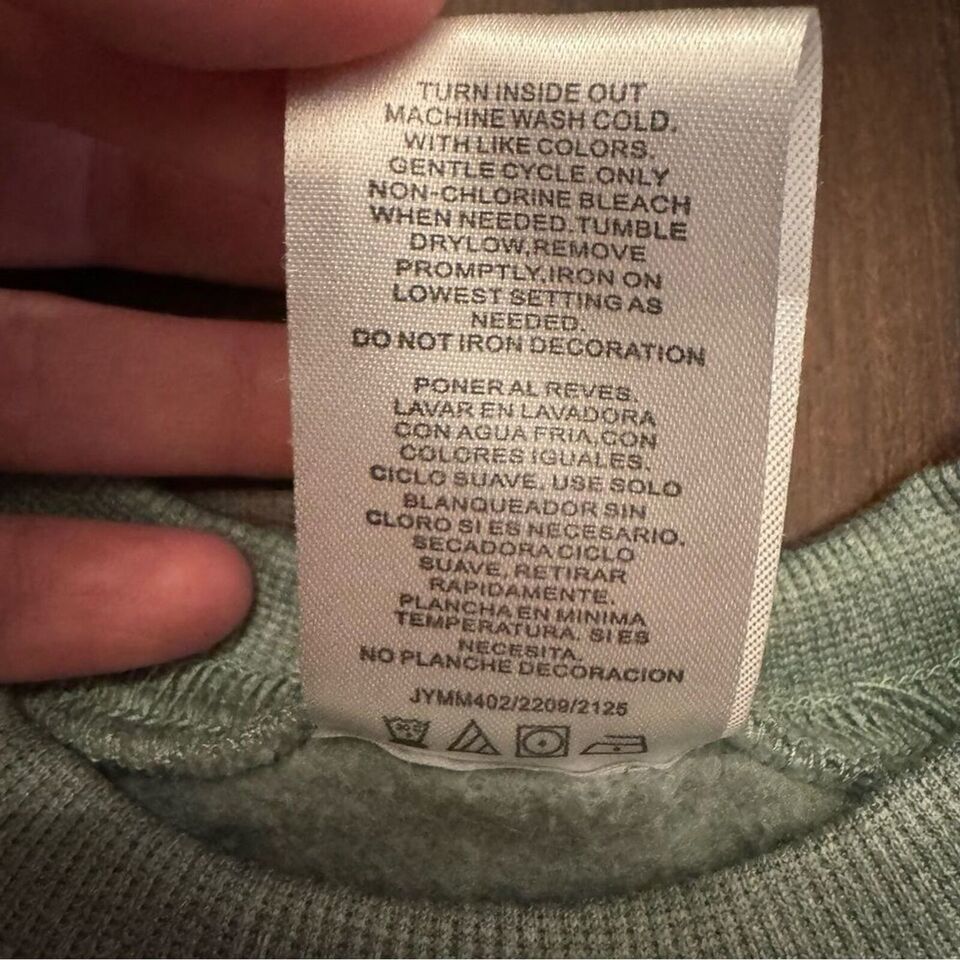 TURN INSIDE OUT
MACHINE WASH COLD.
WITH LIKE COLORS.
GENTLE CYCLE.ONLY
NON-CHLORINE BLEACH
WHEN NEEDED.TUMBLE
DRYLOW,REMOVE
PROMPTLY.IRON ON
LOWEST SETTING AS
NEEDED.
DO NOT IRON DECORATION
PONER AL REVES.
LAVAR EN LAVADORA
CON AGUA FRIA.CON
COLORES IGUALES.
CICLO SUAVE. USE SOLO
BLANQUEADOR SIN
CLORO SI ES NECESARIO.
SECADORA CICLO
SUAVE. RETIRAR
RAPIDAMENTE.
PLANCHA EN MINIMA
TEMPERATURA. SI ES
NECESITA.
NO PLANCHE DECORACION
JYMM402/2209/2125